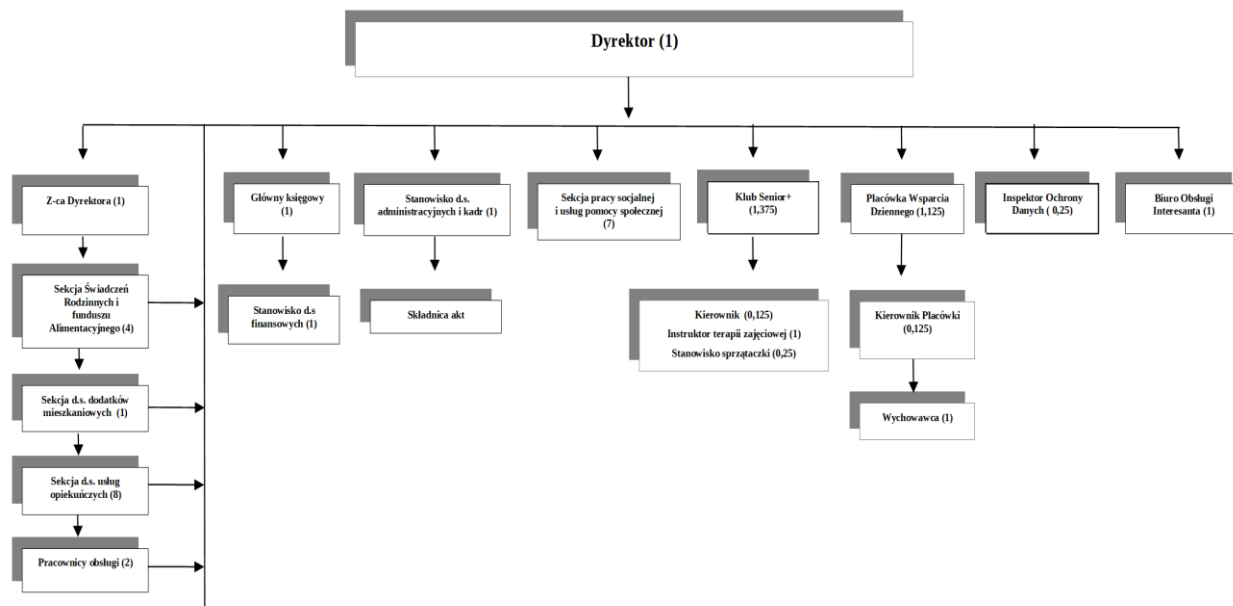 Dyrektor (1)
Z-ca Dyrektora (1)
Główny księgowy
(1)
Stanowisko d.s.
administracyjnych i kadr (1)
Sekcja pracy socjalnej
i usług pomocy społecznej
(7)
Klub Senior+
(1,375)
Placówka Wsparcia
Dziennego (1,125)
Inspektor Ochrony
Danych ( 0,25)
Biuro Obsługi
Interesanta (1)
Sekcja Świadczeń
Rodzinnych i
funduszu
Alimentacyjnego (4)
Stanowisko d.s
finansowych (1)
Składnica akt
Kierownik (0,125)
Instruktor terapii zajęciowej (1)
Stanowisko sprzątaczki (0,25)
Kierownik Placówki
(0,125)
Sekcja d.s. dodatków
mieszkaniowych (1)
Wychowawca (1)
Sekcja d.s. usług
opiekuńczych (8)
Pracownicy obsługi (2)